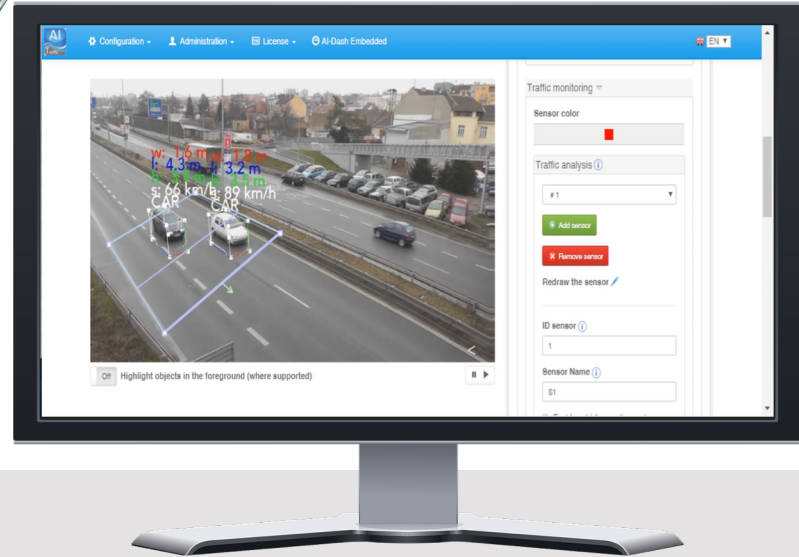 AI
Configuration
Administration
License
AI-Dash Embedded
EN
Traffic monitoring
Sensor color
Traffic analysis
w: 1.6 m
l: 4.3 m
3.2 m
s: 66 km/h
89 km/h
CAR
CAR
# 1
Add sensor
Remove sensor
Redraw the sensor
ID sensor
1
Sensor Name
S1
Off
Highlight objects in the foreground (where supported)